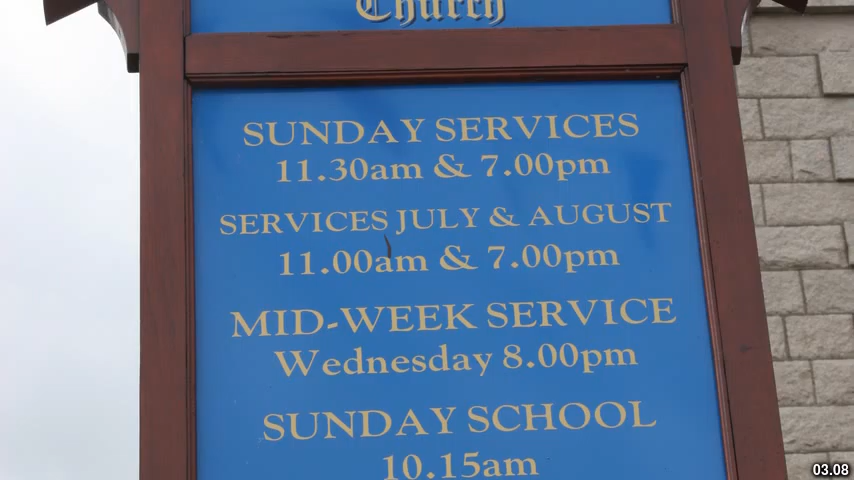 Church
SUNDAY SERVICES
11.30am & 7.00pm
SERVICES JULY & AUGUST
11.00am & 7.00pm
MID-WEEK SERVICE
Wednesday 8.00pm
SUNDAY SCHOOL
10.15am
03.08